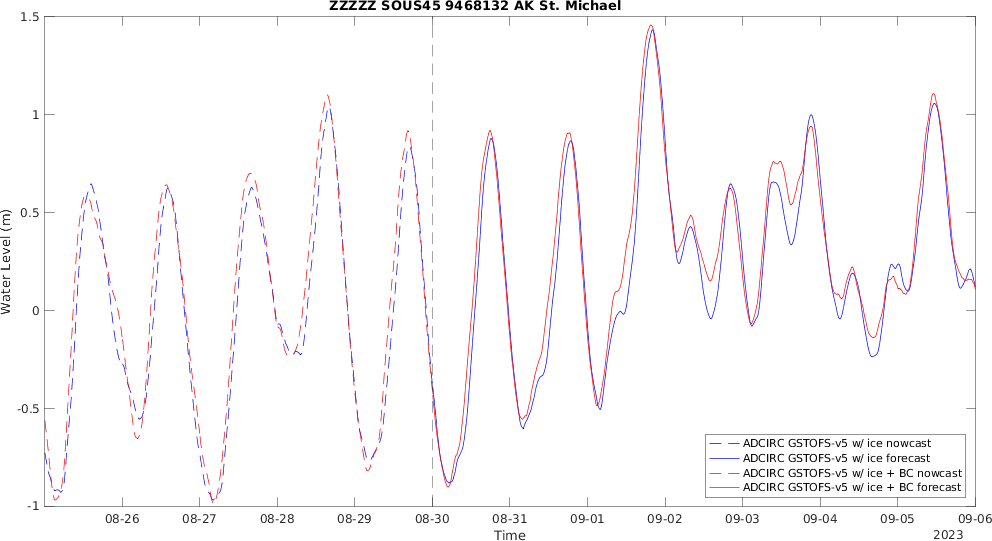 ZZZZZ SOUS45 9468132 AK St. Michael
1.5
1
0.5
0
-0.5
-1
Water Level (m)
ADCIRC GSTOFS-v5 w/ ice nowcast
ADCIRC GSTOFS-v5 w/ ice forecast
ADCIRC GSTOFS-v5 w/ ice + BC nowcast
ADCIRC GSTOFS-v5 w/ ice + BC forecast
08-26 08-27 08-28 08-29 08-30 08-31 09-01 09-02 09-03 09-04 09-05 09-06
Time
2023